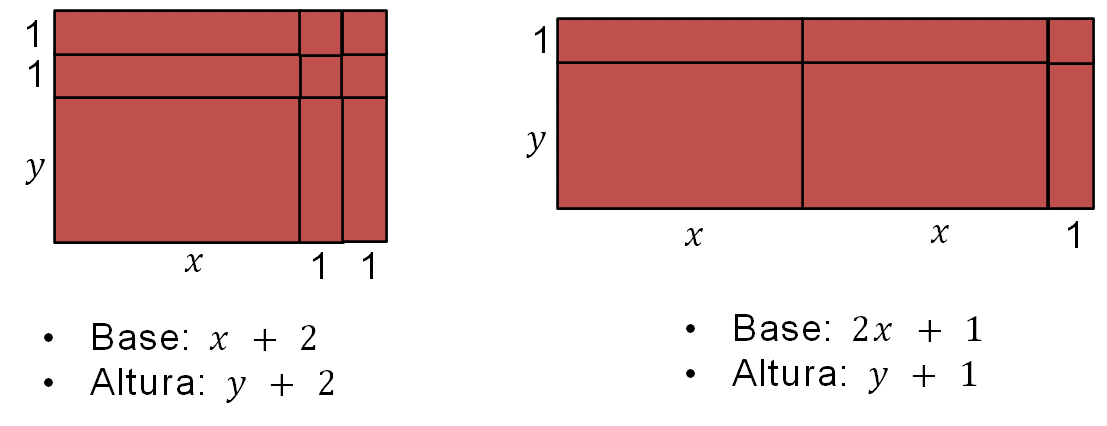 1
1
y
x 1 1
• Base: x + 2
• Altura: y + 2
1
y
x x 1
• Base: 2x + 1
• Altura: y + 1